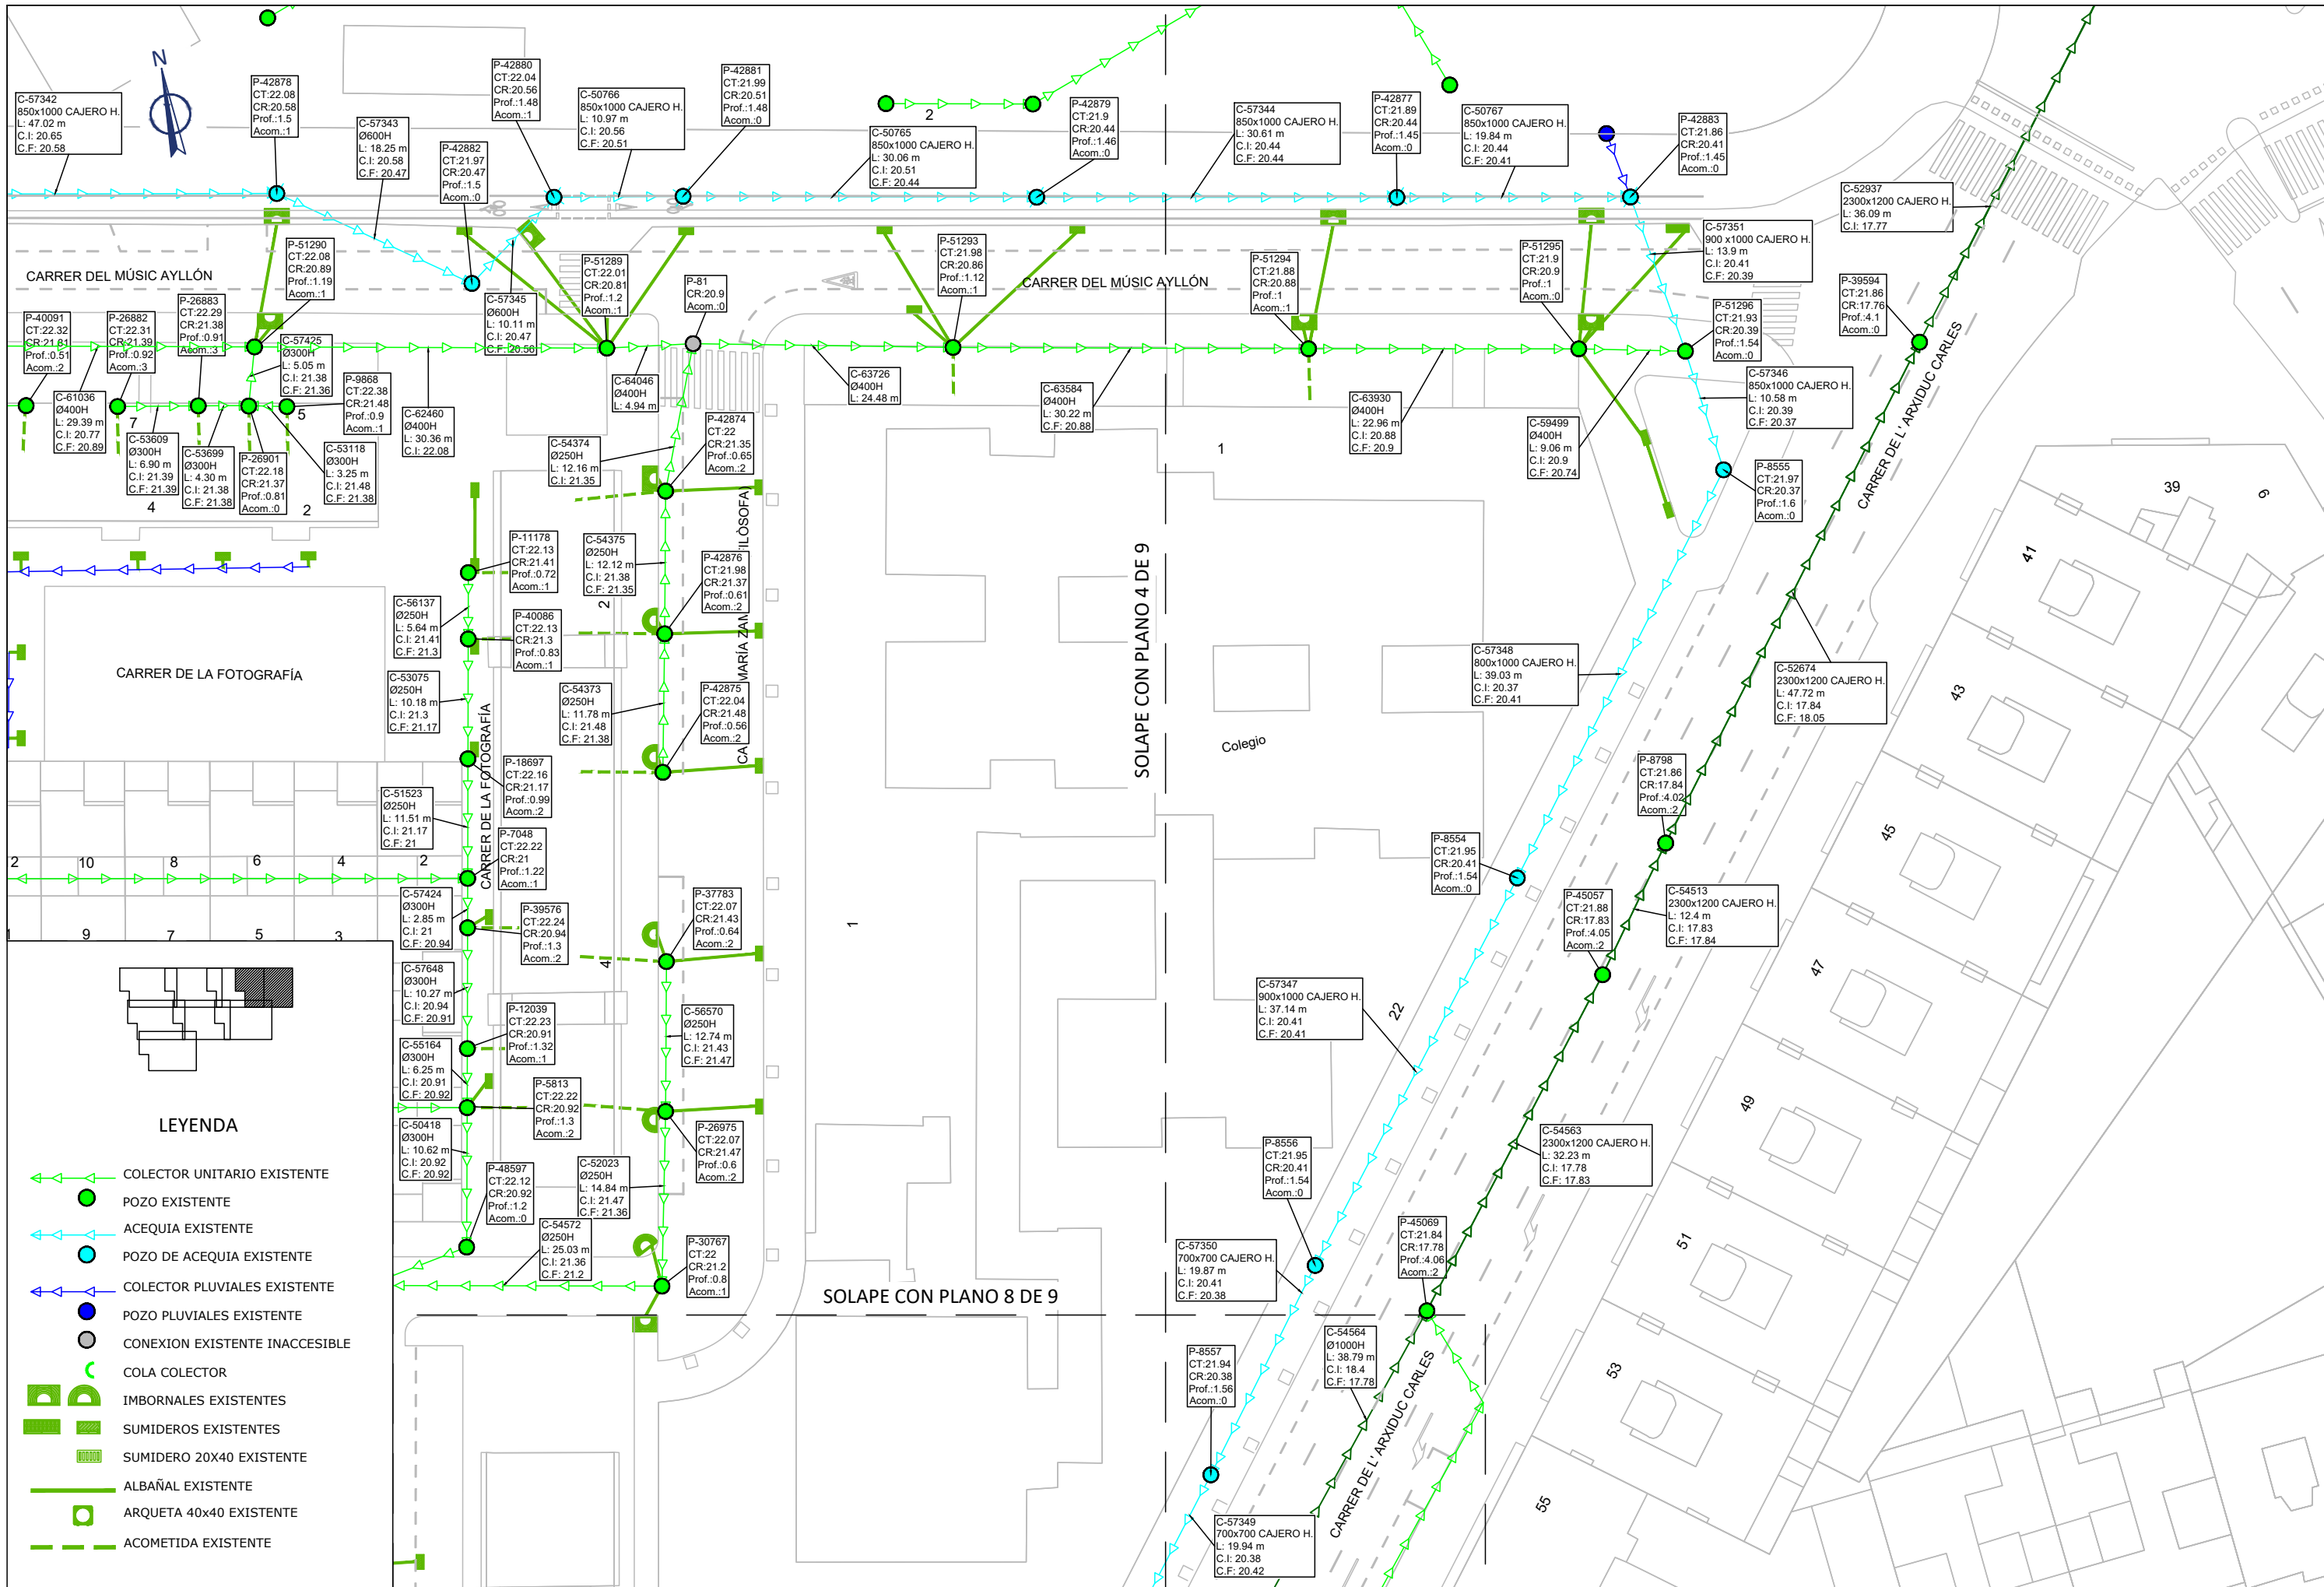 N
C-57342
850x1000 CAJERO H.
L: 47.02 m
C.I: 20.65
C.F: 20.58
P-42878
CT:22.08
CR:20.58
Prof.:1.5
Acom.:1
C-57343
Ø600H
L: 18.25 m
C.I: 20.58
C.F: 20.47
P-42882
CT:21.97
CR:20.47
Prof.:1.5
Acom.:0
P-42880
CT:22.04
CR:20.56
Prof.:1.48
Acom.:1
C-50766
850x1000 CAJERO H.
L: 10.97 m
C.I: 20.56
C.F: 20.51
P-42881
CT:21.99
CR:20.51
Prof.:1.48
Acom.:0
C-50765
850x1000 CAJERO H.
L: 30.06 m
C.I: 20.51
C.F: 20.44
2
P-42879
CT:21.9
CR:20.44
Prof.:1.46
Acom.:0
C-57344
850x1000 CAJERO H.
L: 30.61 m
C.I: 20.44
C.F: 20.44
P-42877
CT:21.89
CR:20.44
Prof.:1.45
Acom.:0
C-50767
850x1000 CAJERO H.
L: 19.84 m
C.I: 20.44
C.F: 20.41
P-42883
CT:21.86
CR:20.41
Prof.:1.45
Acom.:0
C-52937
2300x1200 CAJERO H.
L: 36.09 m
C.I: 17.77
C-57351
900 x1000 CAJERO H.
L: 13.9 m
C.I: 20.41
C.F: 20.39
CARRER DEL MÚSIC AYLLÓN
P-51290
CT:22.08
CR:20.89
Prof.:1.19
Acom.:1
C-57345
Ø600H
L: 10.11 m
C.I: 20.47
C.F: 20.56
P-51289
CT:22.01
CR:20.81
Prof.:1.2
Acom.:1
P-81
CR:20.9
Acom.:0
P-51293
CT:21.98
CR:20.86
Prof.:1.12
Acom.:1
CARRER DEL MÚSIC AYLLÓN
P-51294
CT:21.88
CR:20.88
Prof.:1
Acom.:1
P-51295
CT:21.9
CR:20.9
Prof.:1
Acom.:0
P-51296
CT:21.93
CR:20.39
Prof.:1.54
Acom.:0
P-39594
CT:21.86
CR:17.76
Prof.:4.1
Acom.:0
P-40091
CT:22.32
CR:21.81
Prof.:0.51
Acom.:2
P-26882
CT:22.31
CR:21.39
Prof.:0.92
Acom.:3
P-26883
CT:22.29
CR:21.38
Prof.:0.91
Acom.:3
C-57425
Ø300H
L: 5.05 m
C.I: 21.38
C.F: 21.36
P-9868
CT:22.38
CR:21.48
Prof.:0.9
Acom.:1
C-61036
Ø400H
L: 29.39 m
C.I: 20.77
C.F: 20.89
7
5
C-53609
Ø300H
L: 6.90 m
C.I: 21.39
C.F: 21.39
C-53699
Ø300H
L: 4.30 m
C.I: 21.38
C.F: 21.38
P-26901
CT:22.18
CR:21.37
Prof.:0.81
Acom.:0
C-53118
Ø300H
L: 3.25 m
C.I: 21.48
C.F: 21.38
4
2
C-62460
Ø400H
L: 30.36 m
C.I: 22.08
C-64046
Ø400H
L: 4.94 m
C-63726
Ø400H
L: 24.48 m
C-63584
Ø400H
L: 30.22 m
C.F: 20.88
C-63930
Ø400H
L: 22.96 m
C.I: 20.88
C.F: 20.9
C-59499
Ø400H
L: 9.06 m
C.I: 20.9
C.F: 20.74
C-57346
850x1000 CAJERO H.
L: 10.58 m
C.I: 20.39
C.F: 20.37
CARRER DE L' ARXIDUC CARLES
P-8555
CT:21.97
CR:20.37
Prof.:1.6
Acom.:0
1
C-54374
Ø250H
L: 12.16 m
C.I: 21.35
P-42874
CT:22
CR:21.35
Prof.:0.65
Acom.:2
39
6
41
43
45
47
49
51
53
55
P-11178
CT:22.13
CR:21.41
Prof.:0.72
Acom.:1
C-54375
Ø250H
L: 12.12 m
C.I: 21.38
C.F: 21.35
2
P-42876
CT:21.98
CR:21.37
Prof.:0.61
Acom.:2
MARÍA ZAM
FILÒSOFA)
CA
SOLAPE CON PLANO 4 DE 9
C-56137
Ø250H
L: 5.64 m
C.I: 21.41
C.F: 21.3
P-40086
CT:22.13
CR:21.3
Prof.:0.83
Acom.:1
CARRER DE LA FOTOGRAFÍA
C-53075
Ø250H
L: 10.18 m
C.I: 21.3
C.F: 21.17
CARRER DE LA FOTOGRAFÍA
C-54373
Ø250H
L: 11.78 m
C.I: 21.48
C.F: 21.38
P-42875
CT:22.04
CR:21.48
Prof.:0.56
Acom.:2
C-57348
800x1000 CAJERO H.
L: 39.03 m
C.I: 20.37
C.F: 20.41
C-52674
2300x1200 CAJERO H.
L: 47.72 m
C.I: 17.84
C.F: 18.05
Colegio
P-18697
CT:22.16
CR:21.17
Prof.:0.99
Acom.:2
C-51523
Ø250H
L: 11.51 m
C.I: 21.17
C.F: 21
P-8798
CT:21.86
CR:17.84
Prof.:4.02
Acom.:2
P-7048
CT:22.22
CR:21
Prof.:1.22
Acom.:1
P-8554
CT:21.95
CR:20.41
Prof.:1.54
Acom.:0
2
10
8
6
4
2
C-57424
Ø300H
L: 2.85 m
C.I: 21
C.F: 20.94
P-39576
CT:22.24
CR:20.94
Prof.:1.3
Acom.:2
P-37783
CT:22.07
CR:21.43
Prof.:0.64
Acom.:2
P-45057
CT:21.88
CR:17.83
Prof.:4.05
Acom.:2
C-54513
2300x1200 CAJERO H.
L: 12.4 m
C.I: 17.83
C.F: 17.84
1
9
7
5
3
1
4
C-57648
Ø300H
L: 10.27 m
C.I: 20.94
C.F: 20.91
P-12039
CT:22.23
CR:20.91
Prof.:1.32
Acom.:1
C-56570
Ø250H
L: 12.74 m
C.I: 21.43
C.F: 21.47
C-57347
900x1000 CAJERO H.
L: 37.14 m
C.I: 20.41
C.F: 20.41
22
C-55164
Ø300H
L: 6.25 m
C.I: 20.91
C.F: 20.92
P-5813
CT:22.22
CR:20.92
Prof.:1.3
Acom.:2
C-50418
Ø300H
L: 10.62 m
C.I: 20.92
C.F: 20.92
P-26975
CT:22.07
CR:21.47
Prof.:0.6
Acom.:2
C-54563
2300x1200 CAJERO H.
L: 32.23 m
C.I: 17.78
C.F: 17.83
P-8556
CT:21.95
CR:20.41
Prof.:1.54
Acom.:0
P-48597
CT:22.12
CR:20.92
Prof.:1.2
Acom.:0
C-52023
Ø250H
L: 14.84 m
C.I: 21.47
C.F: 21.36
C-54572
Ø250H
L: 25.03 m
C.I: 21.36
C.F: 21.2
P-30767
CT:22
CR:21.2
Prof.:0.8
Acom.:1
C-57350
700x700 CAJERO H.
L: 19.87 m
C.I: 20.41
C.F: 20.38
P-45069
CT:21.84
CR:17.78
Prof.:4.06
Acom.:2
SOLAPE CON PLANO 8 DE 9
C-54564
Ø1000H
L: 38.79 m
C.I: 18.4
C.F: 17.78
P-8557
CT:21.94
CR:20.38
Prof.:1.56
Acom.:0
CARRER DE L' ARXIDUC CARLES
C-57349
700x700 CAJERO H.
L: 19.94 m
C.I: 20.38
C.F: 20.42
LEYENDA
COLECTOR UNITARIO EXISTENTE
POZO EXISTENTE
ACEQUIA EXISTENTE
POZO DE ACEQUIA EXISTENTE
COLECTOR PLUVIALES EXISTENTE
POZO PLUVIALES EXISTENTE
CONEXION EXISTENTE INACCESIBLE
COLA COLECTOR
IMBORNALES EXISTENTES
SUMIDEROS EXISTENTES
SUMIDERO 20X40 EXISTENTE
ALBAÑAL EXISTENTE
ARQUETA 40x40 EXISTENTE
ACOMETIDA EXISTENTE